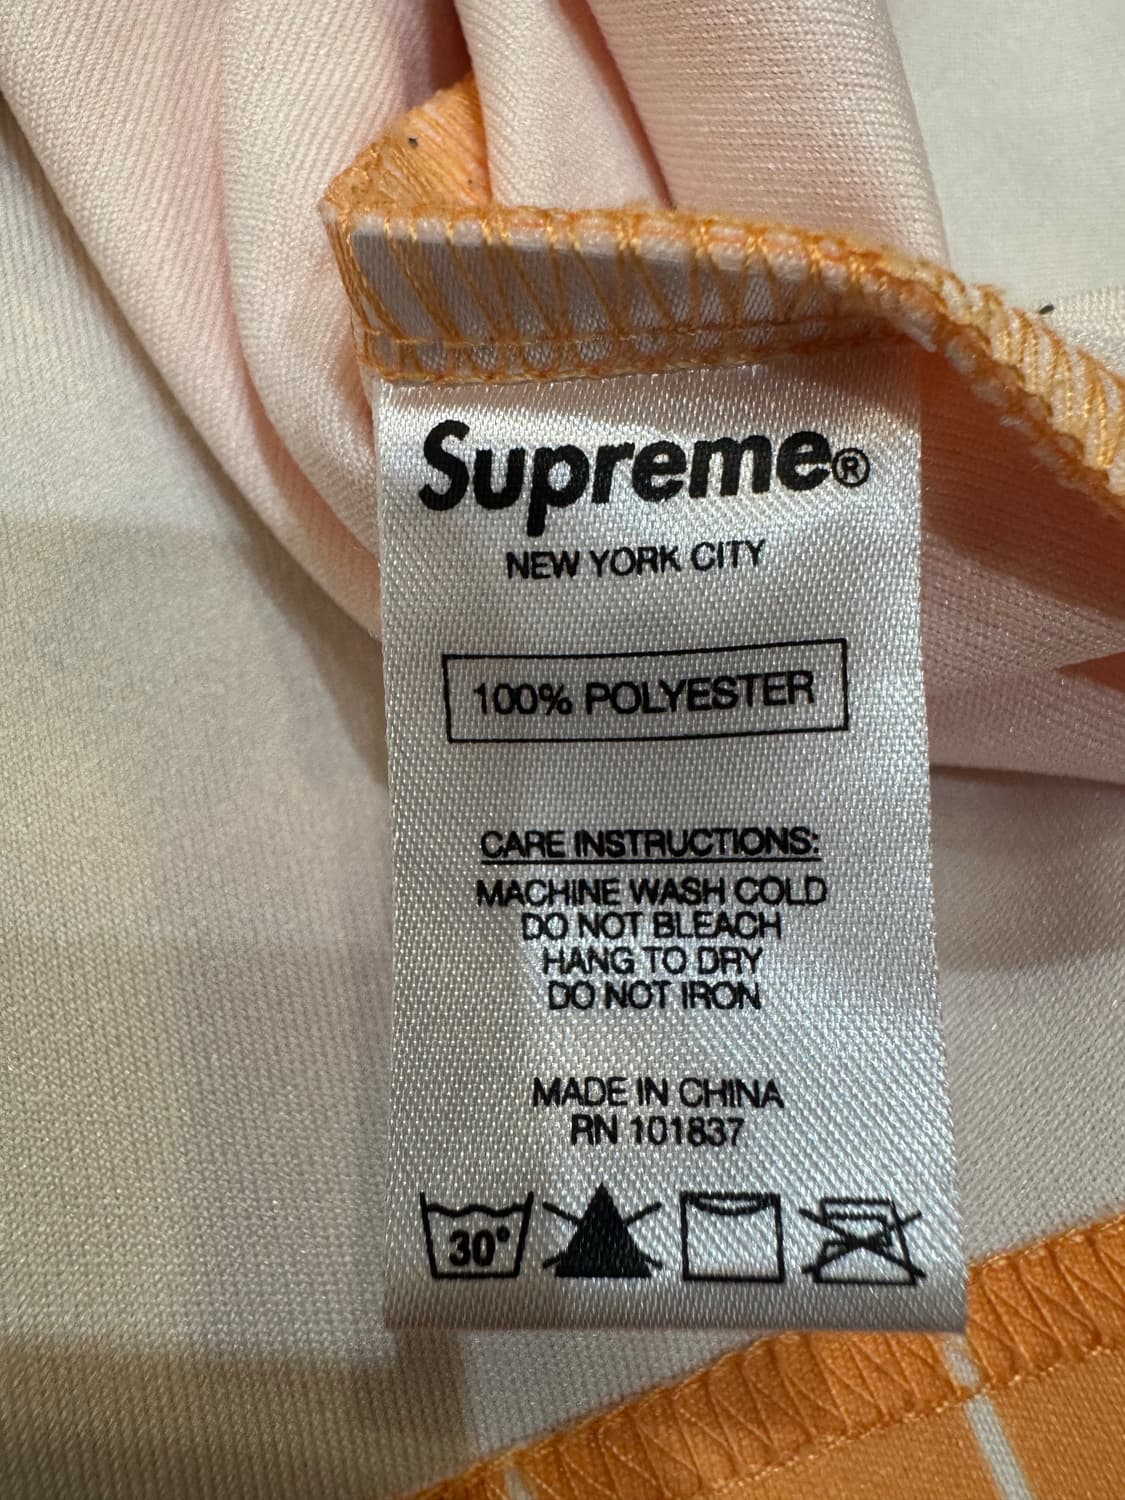 Supreme®
NEW YORK CITY
100% POLYESTER
CARE INSTRUCTIONS:
MACHINE WASH COLD
DO NOT BLEACH
HANG TO DRY
DO NOT IRON
MADE IN CHINA
RN 101837
30°